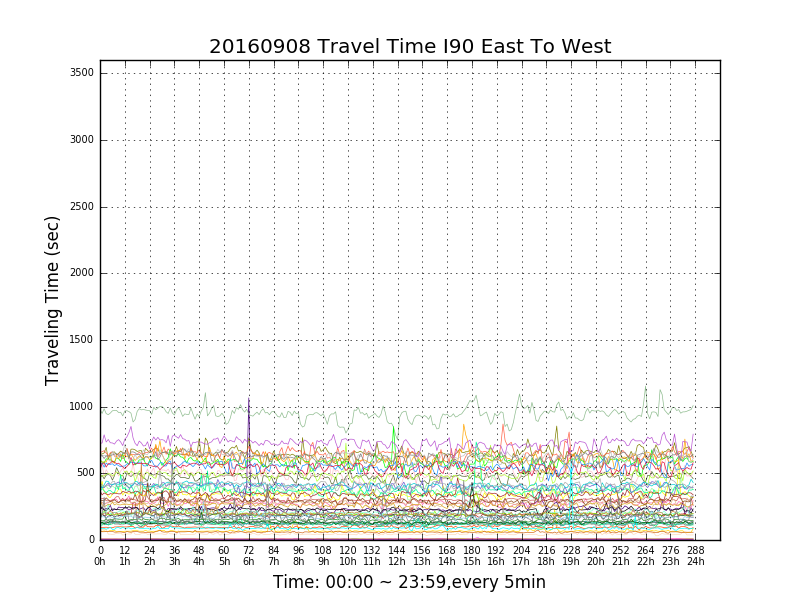 20160908 Travel Time I90 East To West
Traveling Time (sec)
3500
3000
2500
2000
1500
1000
500
0
0 12 24 36 48 60 72 84 96 108 120 132 144 156 168 180 192 204 216 228 240 252 264 276 288
0h 1h 2h 3h 4h 5h 6h 7h 8h 9h 10h 11h 12h 13h 14h 15h 16h 17h 18h 19h 20h 21h 22h 23h 24h
Time: 00:00 ~ 23:59,every 5min